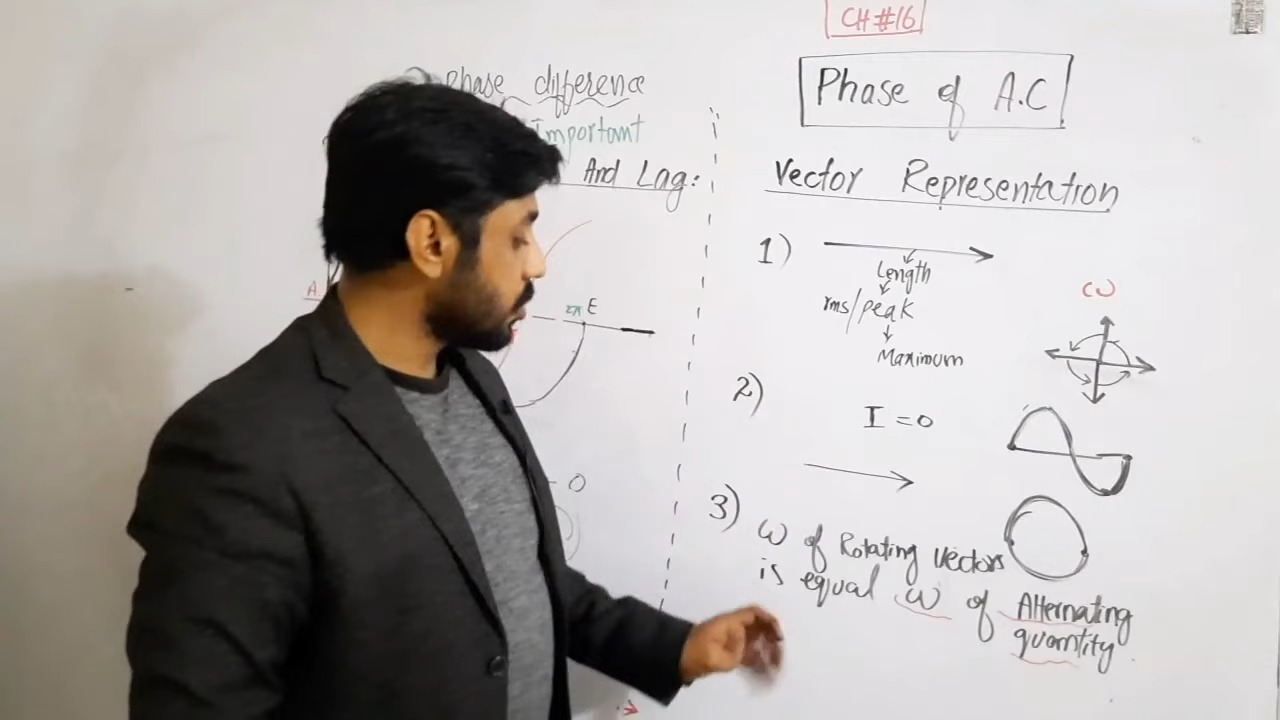 CH #16
Phase of A.C
Phase difference
Important
And Lag:
A.
2π E
0
Vector Representation
1)
Length
rms/peak
Maximum
ω
2)
I = 0
3) ω of Rotating vectors
is equal ω of Alternating
quantity